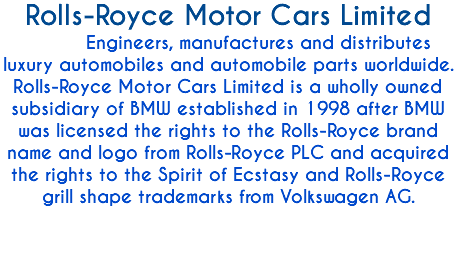 Rolls-Royce Motor Cars Limited
Engineers, manufactures and distributes
luxury automobiles and automobile parts worldwide.
Rolls-Royce Motor Cars Limited is a wholly owned
subsidiary of BMW established in 1998 after BMW
was licensed the rights to the Rolls-Royce brand
name and logo from Rolls-Royce PLC and acquired
the rights to the Spirit of Ecstasy and Rolls-Royce
grill shape trademarks from Volkswagen AG.